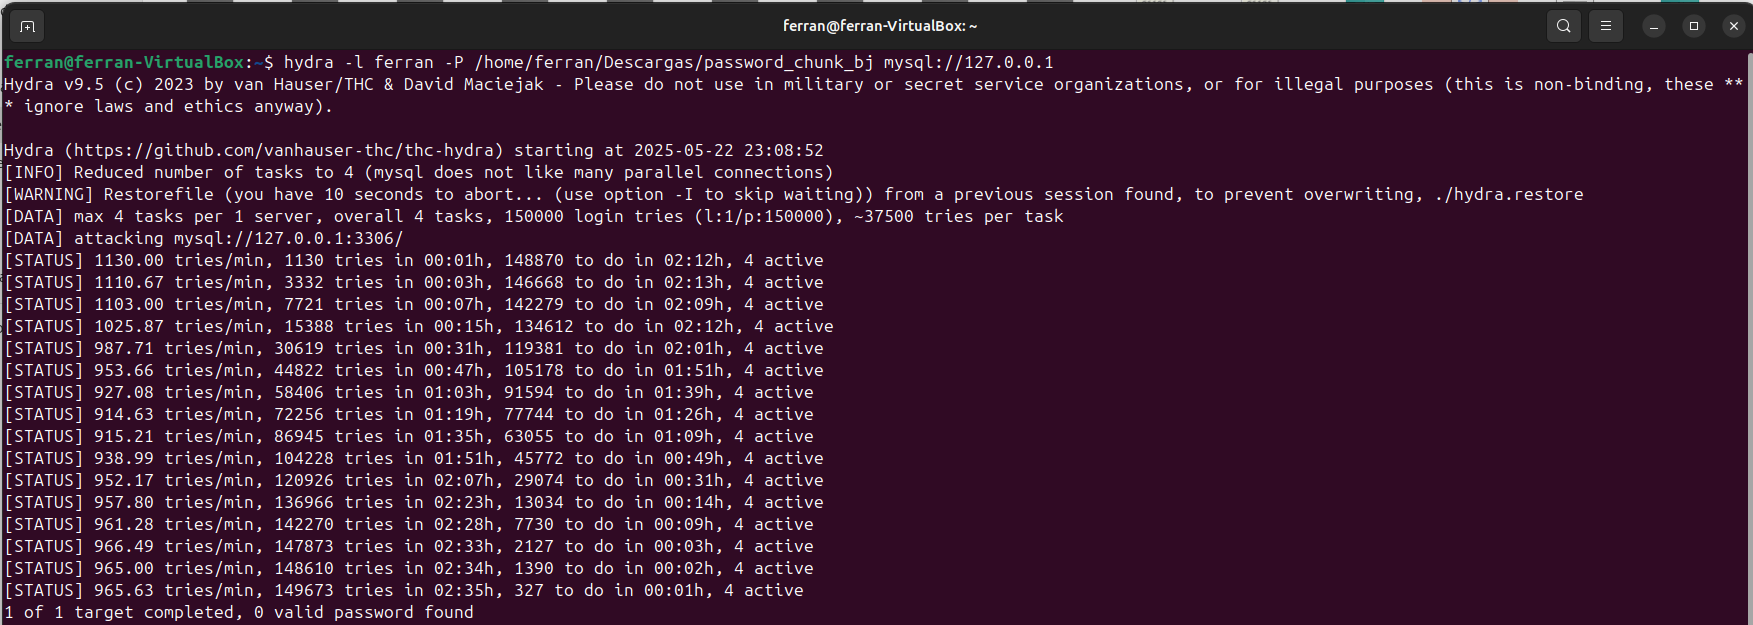 ferran@ferran-VirtualBox: ~
ferran@ferran-VirtualBox:~$ hydra -l ferran -P /home/ferran/Descargas/password_chunk_bj mysql://127.0.0.1
Hydra v9.5 (c) 2023 by van Hauser/THC & David Maciejak - Please do not use in military or secret service organizations, or for illegal purposes (this is non-binding, these **
* ignore laws and ethics anyway).
Hydra (https://github.com/vanhauser-thc/thc-hydra) starting at 2025-05-22 23:08:52
[INFO] Reduced number of tasks to 4 (mysql does not like many parallel connections)
[WARNING] Restorefile (you have 10 seconds to abort... (use option -I to skip waiting)) from a previous session found, to prevent overwriting, ./hydra.restore
[DATA] max 4 tasks per 1 server, overall 4 tasks, 150000 login tries (l:1/p:150000), ~37500 tries per task
[DATA] attacking mysql://127.0.0.1:3306/
[STATUS] 1130.00 tries/min, 1130 tries in 00:01h, 148870 to do in 02:12h, 4 active
[STATUS] 1110.67 tries/min, 3332 tries in 00:03h, 146668 to do in 02:13h, 4 active
[STATUS] 1103.00 tries/min, 7721 tries in 00:07h, 142279 to do in 02:09h, 4 active
[STATUS] 1025.87 tries/min, 15388 tries in 00:15h, 134612 to do in 02:12h, 4 active
[STATUS] 987.71 tries/min, 30619 tries in 00:31h, 119381 to do in 02:01h, 4 active
[STATUS] 953.66 tries/min, 44822 tries in 00:47h, 105178 to do in 01:51h, 4 active
[STATUS] 927.08 tries/min, 58406 tries in 01:03h, 91594 to do in 01:39h, 4 active
[STATUS] 914.63 tries/min, 72256 tries in 01:19h, 77744 to do in 01:26h, 4 active
[STATUS] 915.21 tries/min, 86945 tries in 01:35h, 63055 to do in 01:09h, 4 active
[STATUS] 938.99 tries/min, 104228 tries in 01:51h, 45772 to do in 00:49h, 4 active
[STATUS] 952.17 tries/min, 120926 tries in 02:07h, 29074 to do in 00:31h, 4 active
[STATUS] 957.80 tries/min, 136966 tries in 02:23h, 13034 to do in 00:14h, 4 active
[STATUS] 961.28 tries/min, 142270 tries in 02:28h, 7730 to do in 00:09h, 4 active
[STATUS] 966.49 tries/min, 147873 tries in 02:33h, 2127 to do in 00:03h, 4 active
[STATUS] 965.00 tries/min, 148610 tries in 02:34h, 1390 to do in 00:02h, 4 active
[STATUS] 965.63 tries/min, 149673 tries in 02:35h, 327 to do in 00:01h, 4 active
1 of 1 target completed, 0 valid password found